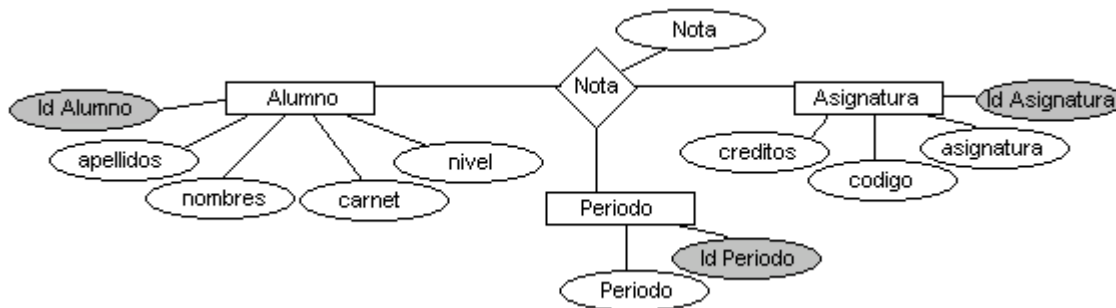 Nota
Nota
Id Alumno
Alumno
Asignatura
Id Asignatura
apellidos
nivel
creditos
asignatura
nombres
carnet
codigo
Periodo
Id Periodo
Periodo